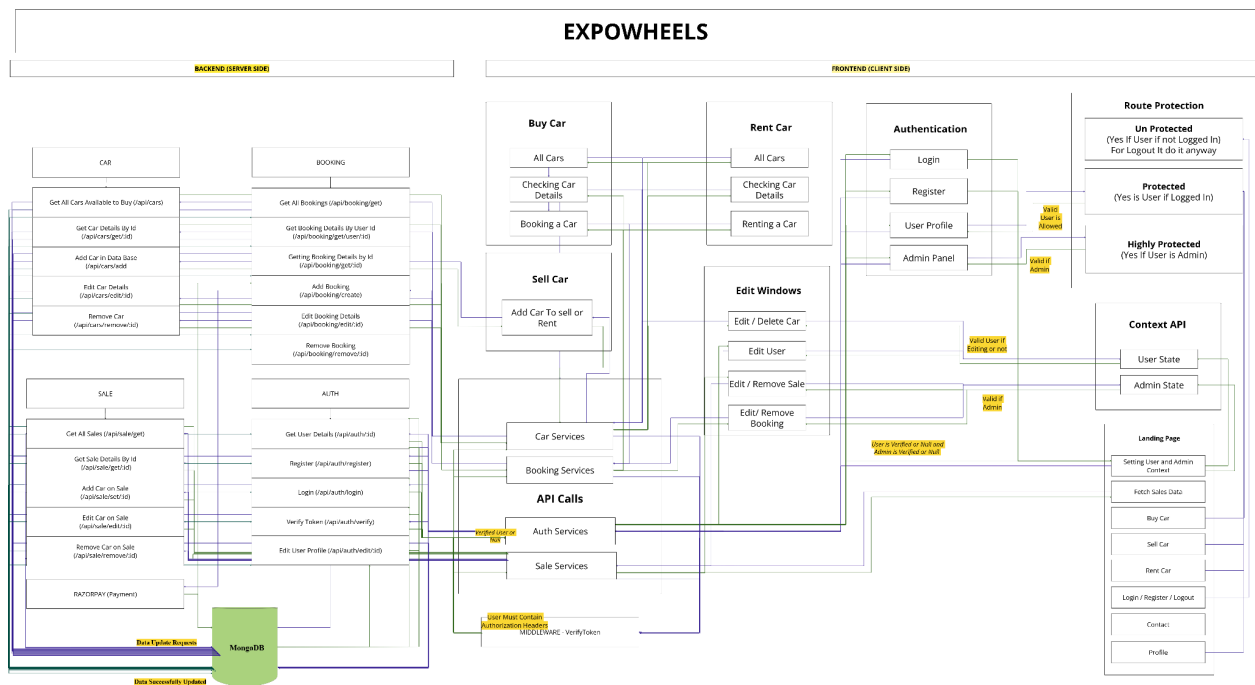 EXPOWHEELS
BACKEND (SERVER SIDE)
FRONTEND (CLIENT SIDE)
CAR
Get All Cars Available to Buy (/api/cars)
Get Car Details By Id
(/api/cars/get/:id)
Add Car in Data Base
(/api/cars/add
Edit Car Details
(/api/cars/edit/:id)
Remove Car
(/api/cars/remove/:id)
BOOKING
Get All Bookings (/api/booking/get)
Get Booking Details By User Id
(/api/booking/get/user/:id)
Getting Booking Details by Id
(/api/booking/get/:id)
Add Booking
(/api/booking/create)
Edit Booking Details
(/api/booking/edit/:id)
Remove Booking
(/api/booking/remove/:id)
SALE
Get All Sales (/api/sale/get)
Get Sale Details By Id
(/api/sale/get/:id)
Add Car on Sale
(/api/sale/set/:id)
Edit Car on Sale
(/api/sale/edit/:id)
Remove Car on Sale
(/api/sale/remove/:id)
RAZORPAY (Payment)
AUTH
Get User Details (/api/auth/:id)
Register (/api/auth/register)
Login (/api/auth/login)
Verify Token (/api/auth/verify)
Edit User Profile (/api/auth/edit/:id)
MongoDB
Data Update Requests
Data Successfully Updated
Buy Car
All Cars
Checking Car
Details
Booking a Car
Sell Car
Add Car To sell or
Rent
Car Services
Booking Services
API Calls
Auth Services
Sale Services
Verified User or
Null
User Must Contain
Authorization Headers
MIDDLEWARE - VerifyToken
Rent Car
All Cars
Checking Car
Details
Renting a Car
Edit Windows
Edit / Delete Car
Edit User
Edit / Remove Sale
Edit/ Remove
Booking
Authentication
Login
Register
User Profile
Admin Panel
Valid
User is
Allowed
Valid if
Admin
Valid User if
Editing or not
Valid if
Admin
User is Verified or Null and
Admin is Verified or Null
Route Protection
Un Protected
(Yes If User if not Logged In)
For Logout It do it anyway
Protected
(Yes is User if Logged In)
Highly Protected
(Yes If User is Admin)
Context API
User State
Admin State
Landing Page
Setting User and Admin
Context
Fetch Sales Data
Buy Car
Sell Car
Rent Car
Login / Register / Logout
Contact
Profile